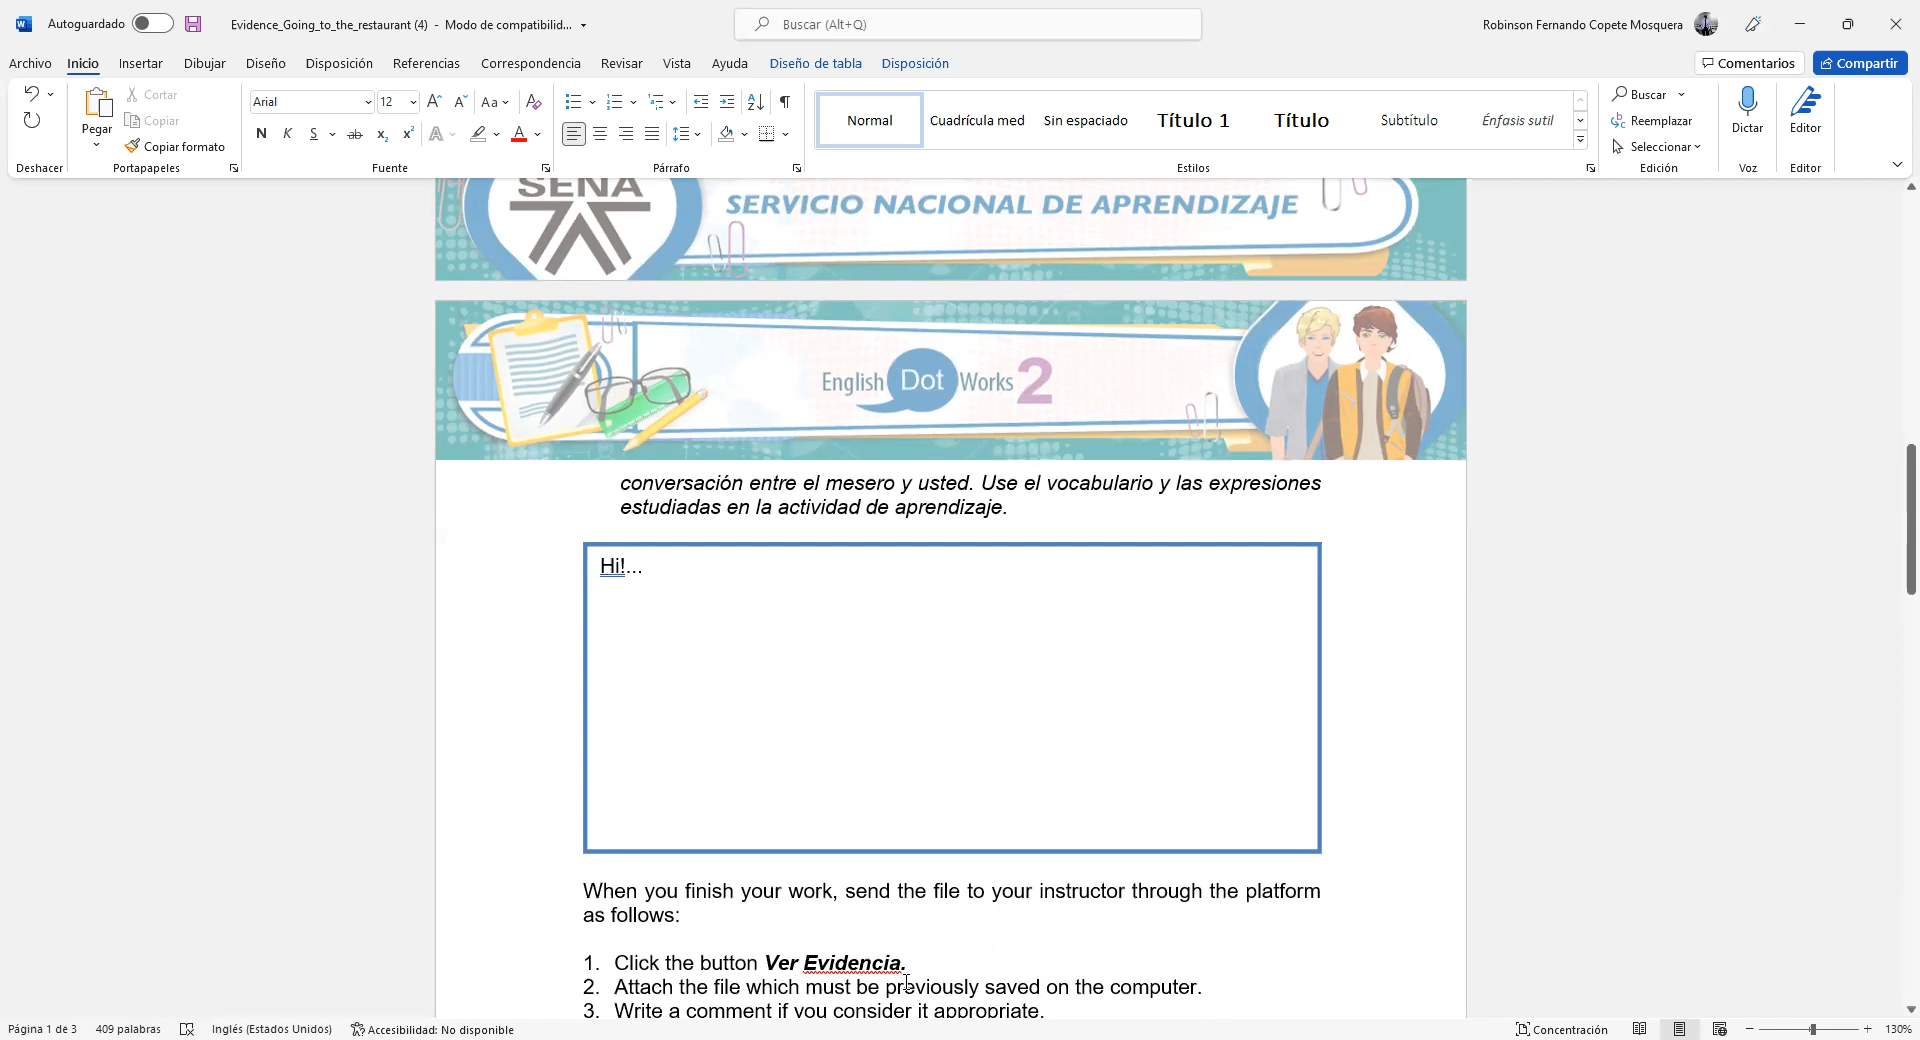 Autoguardado
Evidence_Going_to_the_restaurant (4) - Modo de compatibilid...
Buscar (Alt+Q)
Robinson Fernando Copete Mosquera
Archivo Inicio Insertar Dibujar Diseño Disposición Referencias Correspondencia Revisar Vista Ayuda Diseño de tabla Disposición
Comentarios Compartir
Pegar
Cortar
Copiar
Copiar formato
Arial 12
Aa
N K S ab x₂ x² A A
Normal Cuadrícula med Sin espaciado Título 1 Título Subtítulo Énfasis sutil
Buscar
Reemplazar
Seleccionar
Dictar
Editor
Deshacer Portapapeles Fuente Párrafo Estilos Edición Voz Editor
SENA
SERVICIO NACIONAL DE APRENDIZAJE
English Dot Works 2
conversación entre el mesero y usted. Use el vocabulario y las expresiones
estudiadas en la actividad de aprendizaje.
Hi!...
When you finish your work, send the file to your instructor through the platform
as follows:
1. Click the button Ver Evidencia.
2. Attach the file which must be previously saved on the computer.
3. Write a comment if you consider it appropriate.
Página 1 de 3 409 palabras Inglés (Estados Unidos) Accesibilidad: No disponible
Concentración 130%